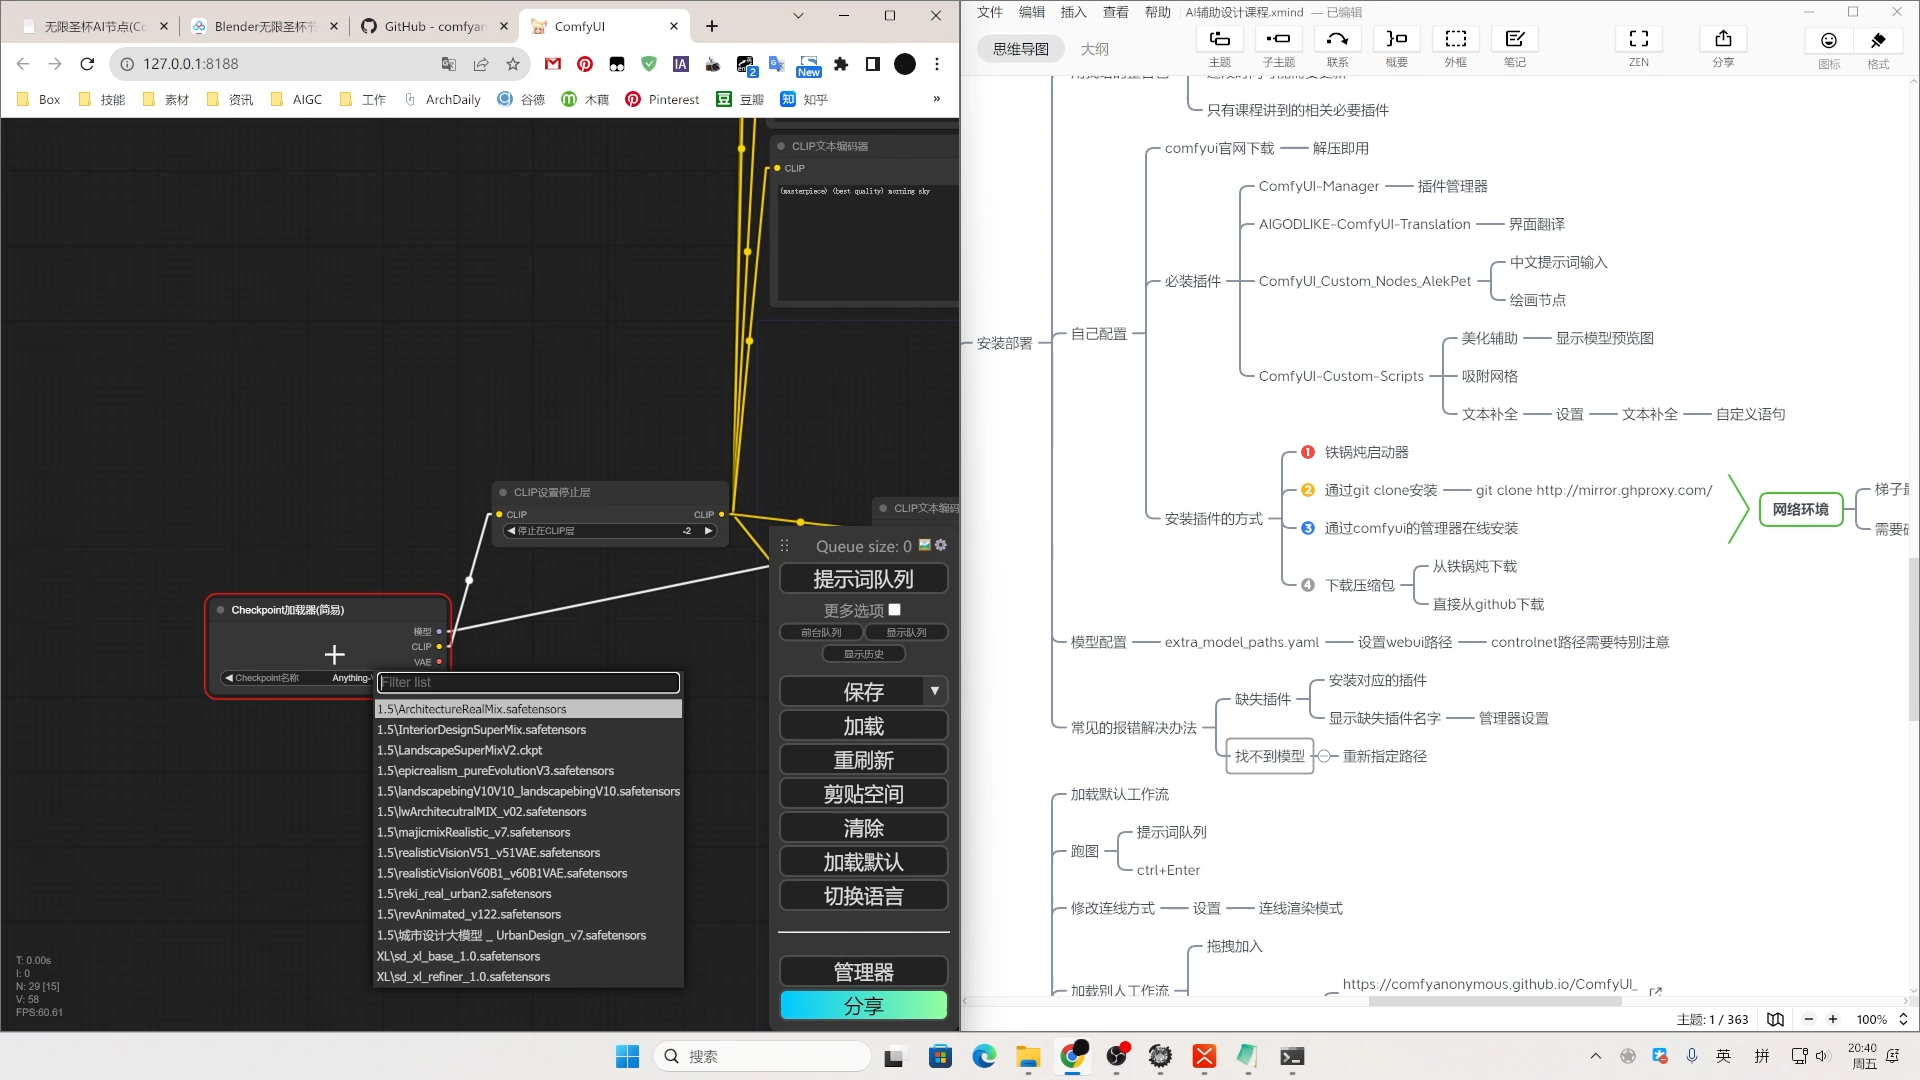 无限圣杯AI节点(Co
Blender无限圣杯节
GitHub - comfyan
ComfyUI
127.0.0.1:8188
2
New
IA
Box
技能
素材
资讯
AIGC
工作
ArchDaily
谷德
木藕
Pinterest
豆瓣
知乎
»
CLIP文本编码器
CLIP
(masterpiece) (best quality) morning sky
CLIP设置停止层
CLIP
CLIP
停止在CLIP层
-2
CLIP文本编码
Checkpoint加载器(简易)
模型
CLIP
VAE
Checkpoint名称
Anything-
Filter list
1.5\ArchitectureRealMix.safetensors
1.5\InteriorDesignSuperMix.safetensors
1.5\LandscapeSuperMixV2.ckpt
1.5\epicrealism_pureEvolutionV3.safetensors
1.5\landscapebingV10V10_landscapebingV10.safetensors
1.5\lwArchitecutralMIX_v02.safetensors
1.5\majicmixRealistic_v7.safetensors
1.5\realisticVisionV51_v51VAE.safetensors
1.5\realisticVisionV60B1_v60B1VAE.safetensors
1.5\reki_real_urban2.safetensors
1.5\revAnimated_v122.safetensors
1.5\城市设计大模型 _ UrbanDesign_v7.safetensors
XL\sd_xl_base_1.0.safetensors
XL\sd_xl_refiner_1.0.safetensors
Queue size: 0
提示词队列
更多选项
前台队列
显示队列
显示历史
保存
加载
重刷新
剪贴空间
清除
加载默认
切换语言
管理器
分享
T: 0.00s
I: 0
N: 29 [15]
V: 58
FPS:60.61
文件
编辑
插入
查看
帮助
AI辅助设计课程.xmind — 已编辑
思维导图
大纲
主题
子主题
联系
概要
外框
笔记
ZEN
分享
图标
格式
只有课程讲到的相关必要插件
comfyui官网下载
解压即用
ComfyUI-Manager
插件管理器
AIGODLIKE-ComfyUI-Translation
界面翻译
必装插件
ComfyUI_Custom_Nodes_AlekPet
中文提示词输入
绘画节点
安装部署
自己配置
ComfyUI-Custom-Scripts
美化辅助
显示模型预览图
吸附网格
文本补全
设置
文本补全
自定义语句
安装插件的方式
1 铁锅炖启动器
2 通过git clone安装
git clone http://mirror.ghproxy.com/
3 通过comfyui的管理器在线安装
4 下载压缩包
从铁锅炖下载
直接从github下载
网络环境
梯子最
需要
模型配置
extra_model_paths.yaml
设置webui路径
controlnet路径需要特别注意
常见的报错解决办法
缺失插件
安装对应的插件
显示缺失插件名字
管理器设置
找不到模型
重新指定路径
加载默认工作流
跑图
提示词队列
ctrl+Enter
修改连线方式
设置
连线渲染模式
拖拽加入
加载别人工作流
https://comfyanonymous.github.io/ComfyUI_
主题: 1 / 363
100%
搜索
英
拼
20:40
周五